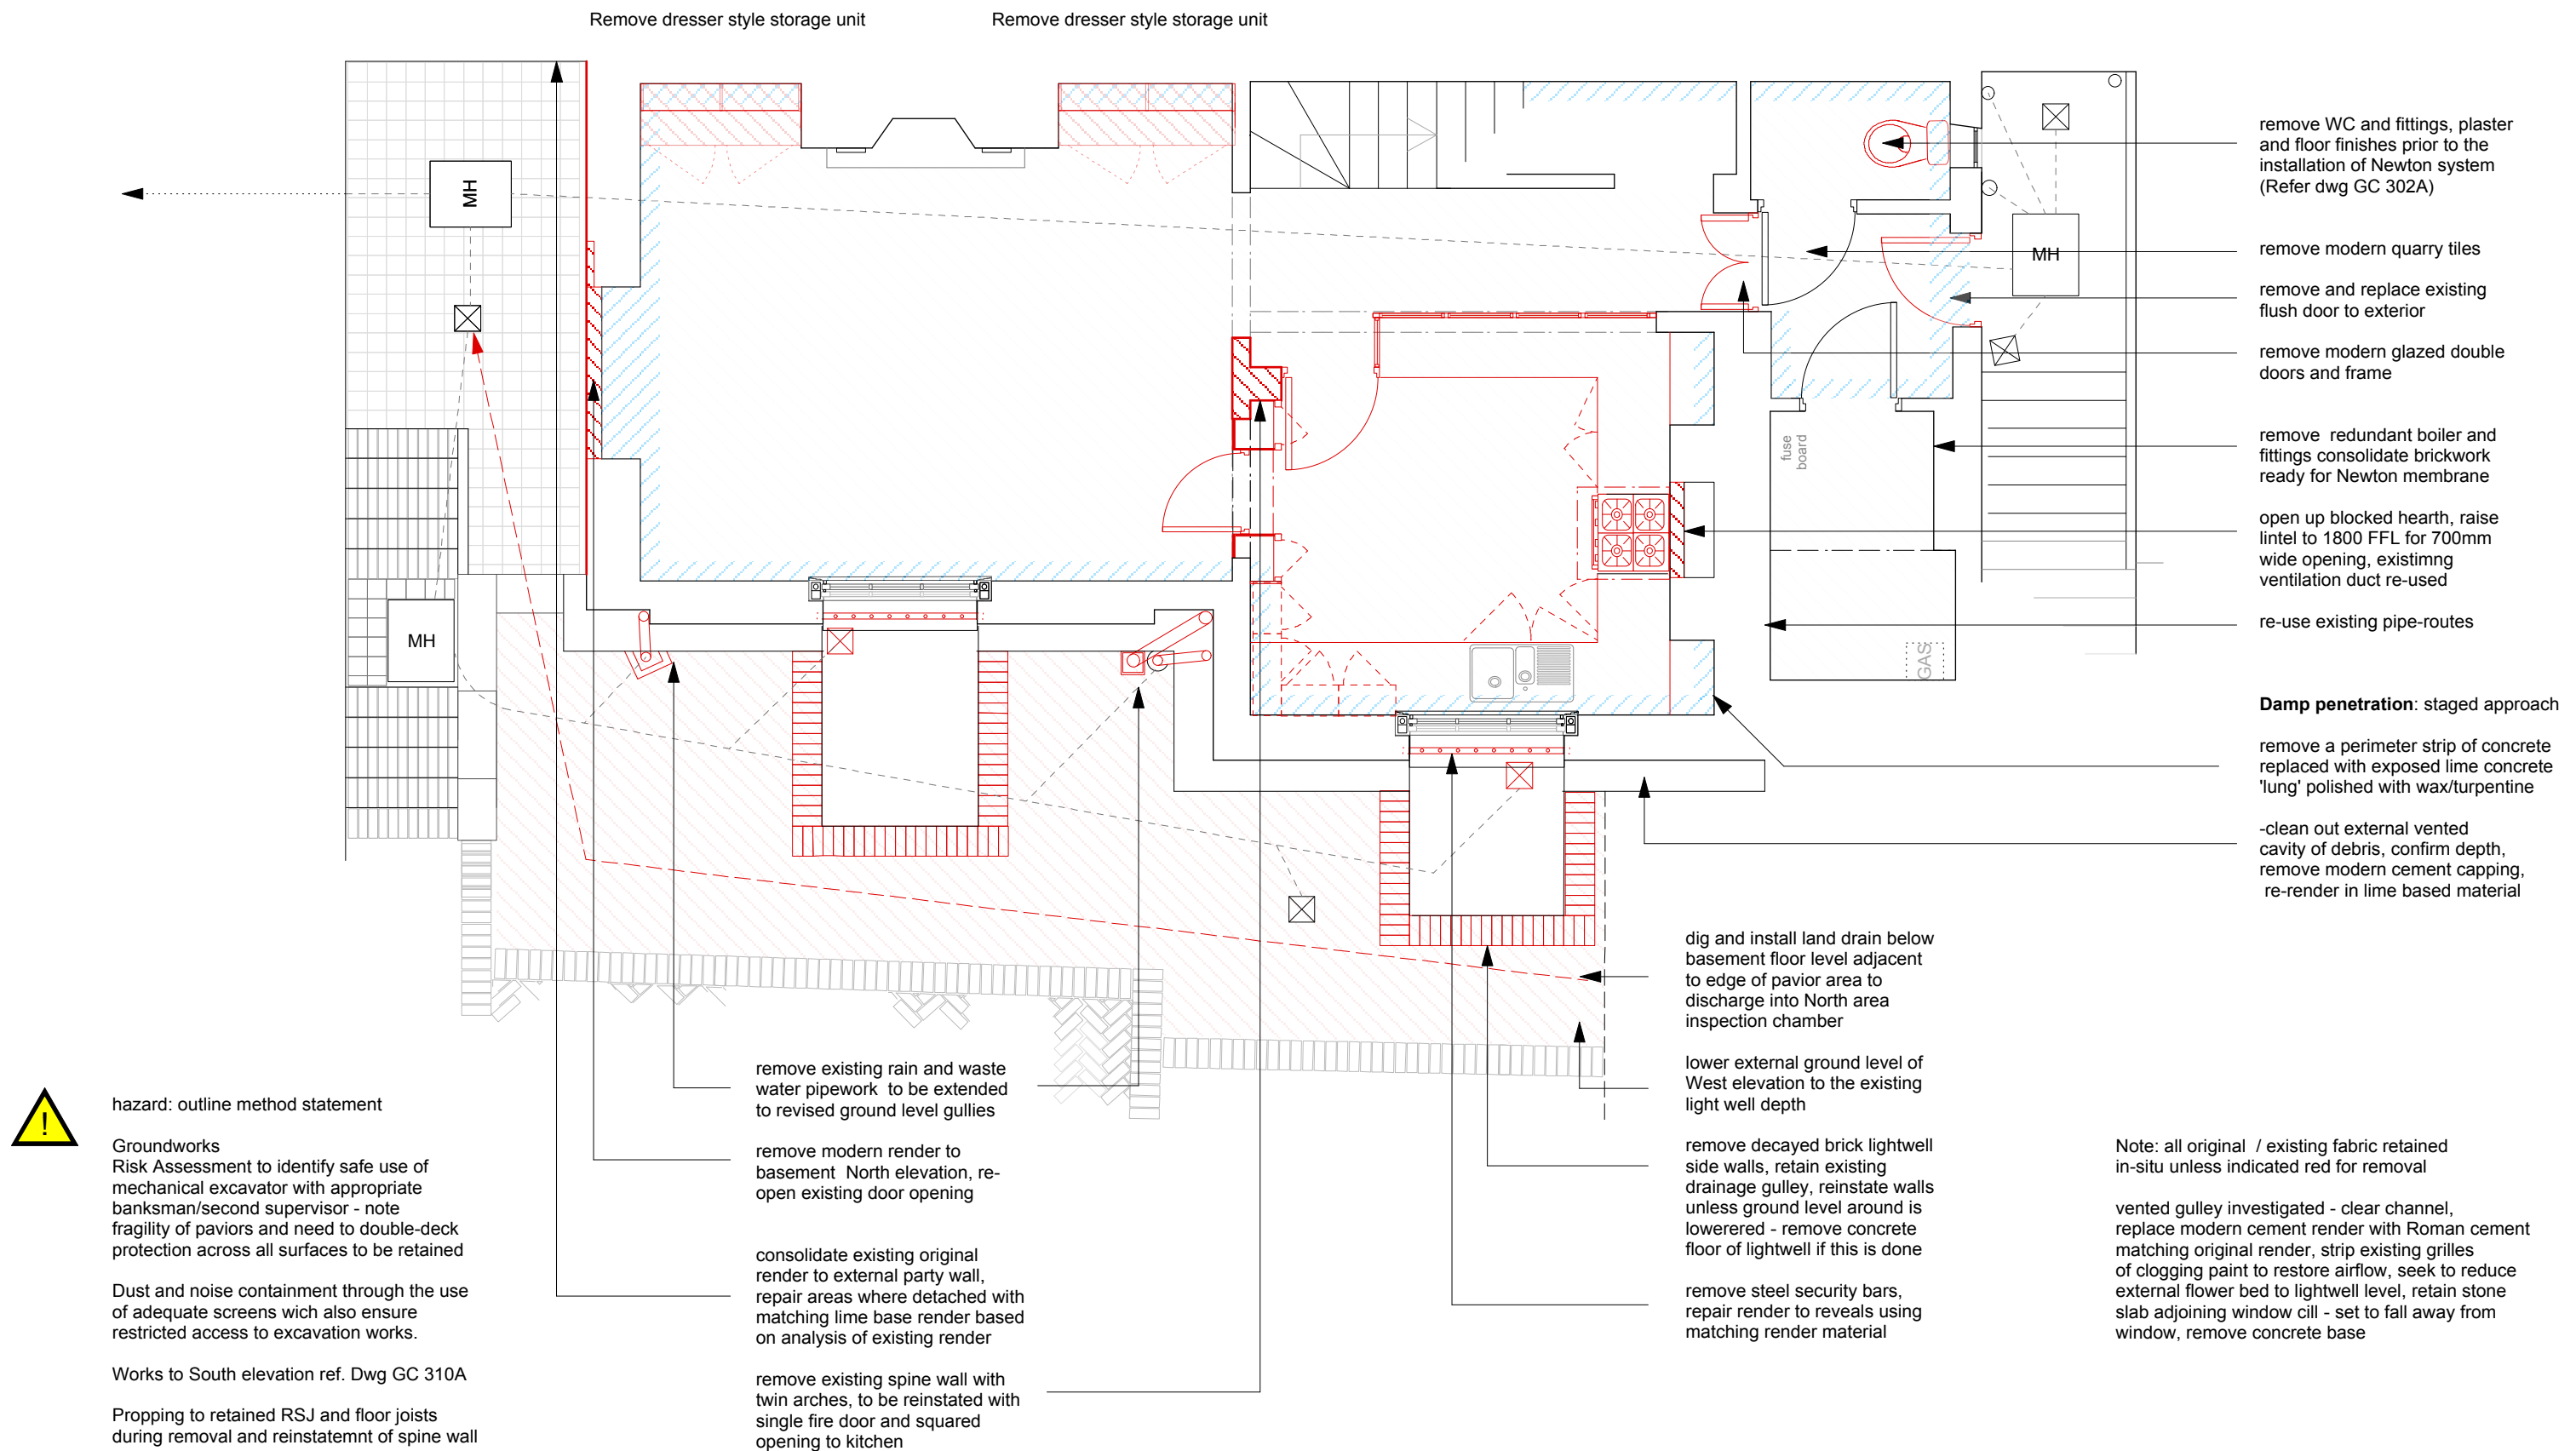 Remove dresser style storage unit
Remove dresser style storage unit
MH
MH
MH
fuse
board
GAS
remove WC and fittings, plaster
and floor finishes prior to the
installation of Newton system
(Refer dwg GC 302A)
remove modern quarry tiles
remove and replace existing
flush door to exterior
remove modern glazed double
doors and frame
remove  redundant boiler and
fittings consolidate brickwork
ready for Newton membrane
open up blocked hearth, raise
lintel to 1800 FFL for 700mm
wide opening, existimng
ventilation duct re-used
re-use existing pipe-routes
Damp penetration: staged approach
remove a perimeter strip of concrete
replaced with exposed lime concrete
'lung' polished with wax/turpentine
-clean out external vented
cavity of debris, confirm depth,
remove modern cement capping,
re-render in lime based material
dig and install land drain below
basement floor level adjacent
to edge of pavior area to
discharge into North area
inspection chamber
lower external ground level of
West elevation to the existing
light well depth
remove decayed brick lightwell
side walls, retain existing
drainage gulley, reinstate walls
unless ground level around is
lowerered - remove concrete
floor of lightwell if this is done
remove steel security bars,
repair render to reveals using
matching render material
remove existing rain and waste
water pipework  to be extended
to revised ground level gullies
remove modern render to
basement  North elevation, re-
open existing door opening
consolidate existing original
render to external party wall,
repair areas where detached with
matching lime base render based
on analysis of existing render
remove existing spine wall with
twin arches, to be reinstated with
single fire door and squared
opening to kitchen
!
hazard: outline method statement
Groundworks
Risk Assessment to identify safe use of
mechanical excavator with appropriate
banksman/second supervisor - note
fragility of paviors and need to double-deck
protection across all surfaces to be retained
Dust and noise containment through the use
of adequate screens wich also ensure
restricted access to excavation works.
Works to South elevation ref. Dwg GC 310A
Propping to retained RSJ and floor joists
during removal and reinstatemnt of spine wall
Note: all original  / existing fabric retained
in-situ unless indicated red for removal
vented gulley investigated - clear channel,
replace modern cement render with Roman cement
matching original render, strip existing grilles
of clogging paint to restore airflow, seek to reduce
external flower bed to lightwell level, retain stone
slab adjoining window cill - set to fall away from
window, remove concrete base